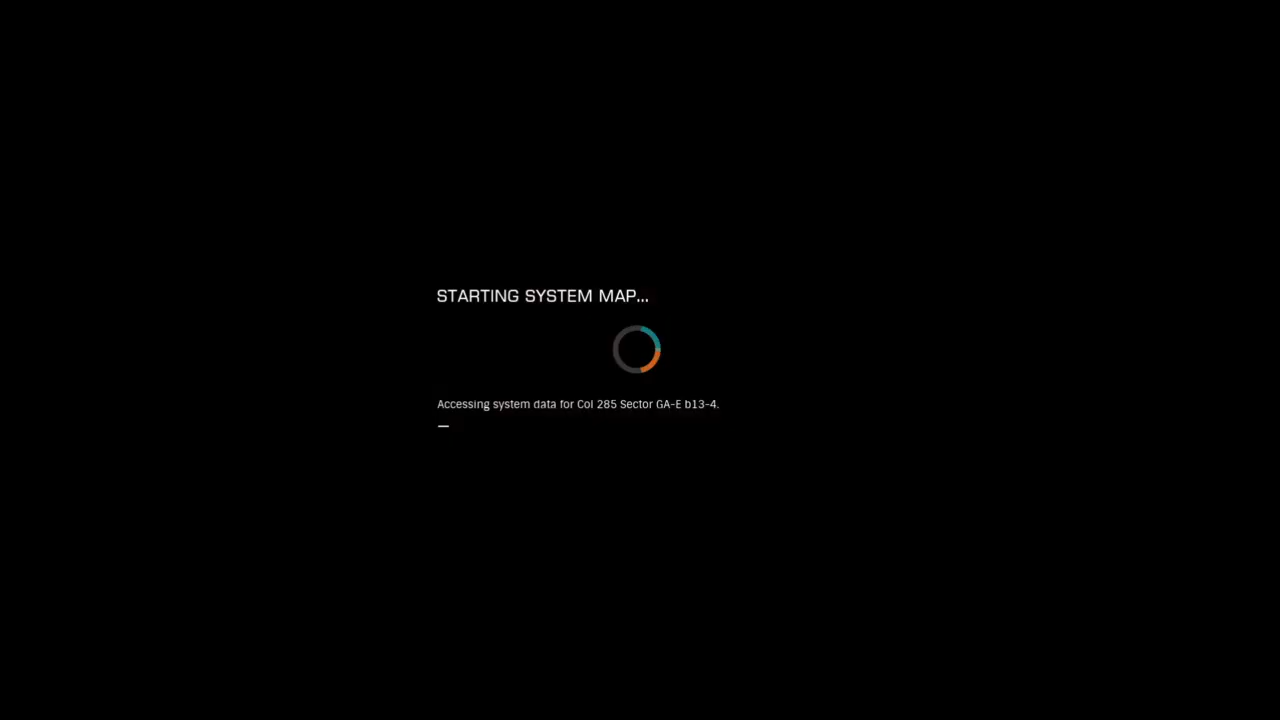 STARTING SYSTEM MAP...
Accessing system data for Col 285 Sector GA-E b13-4.